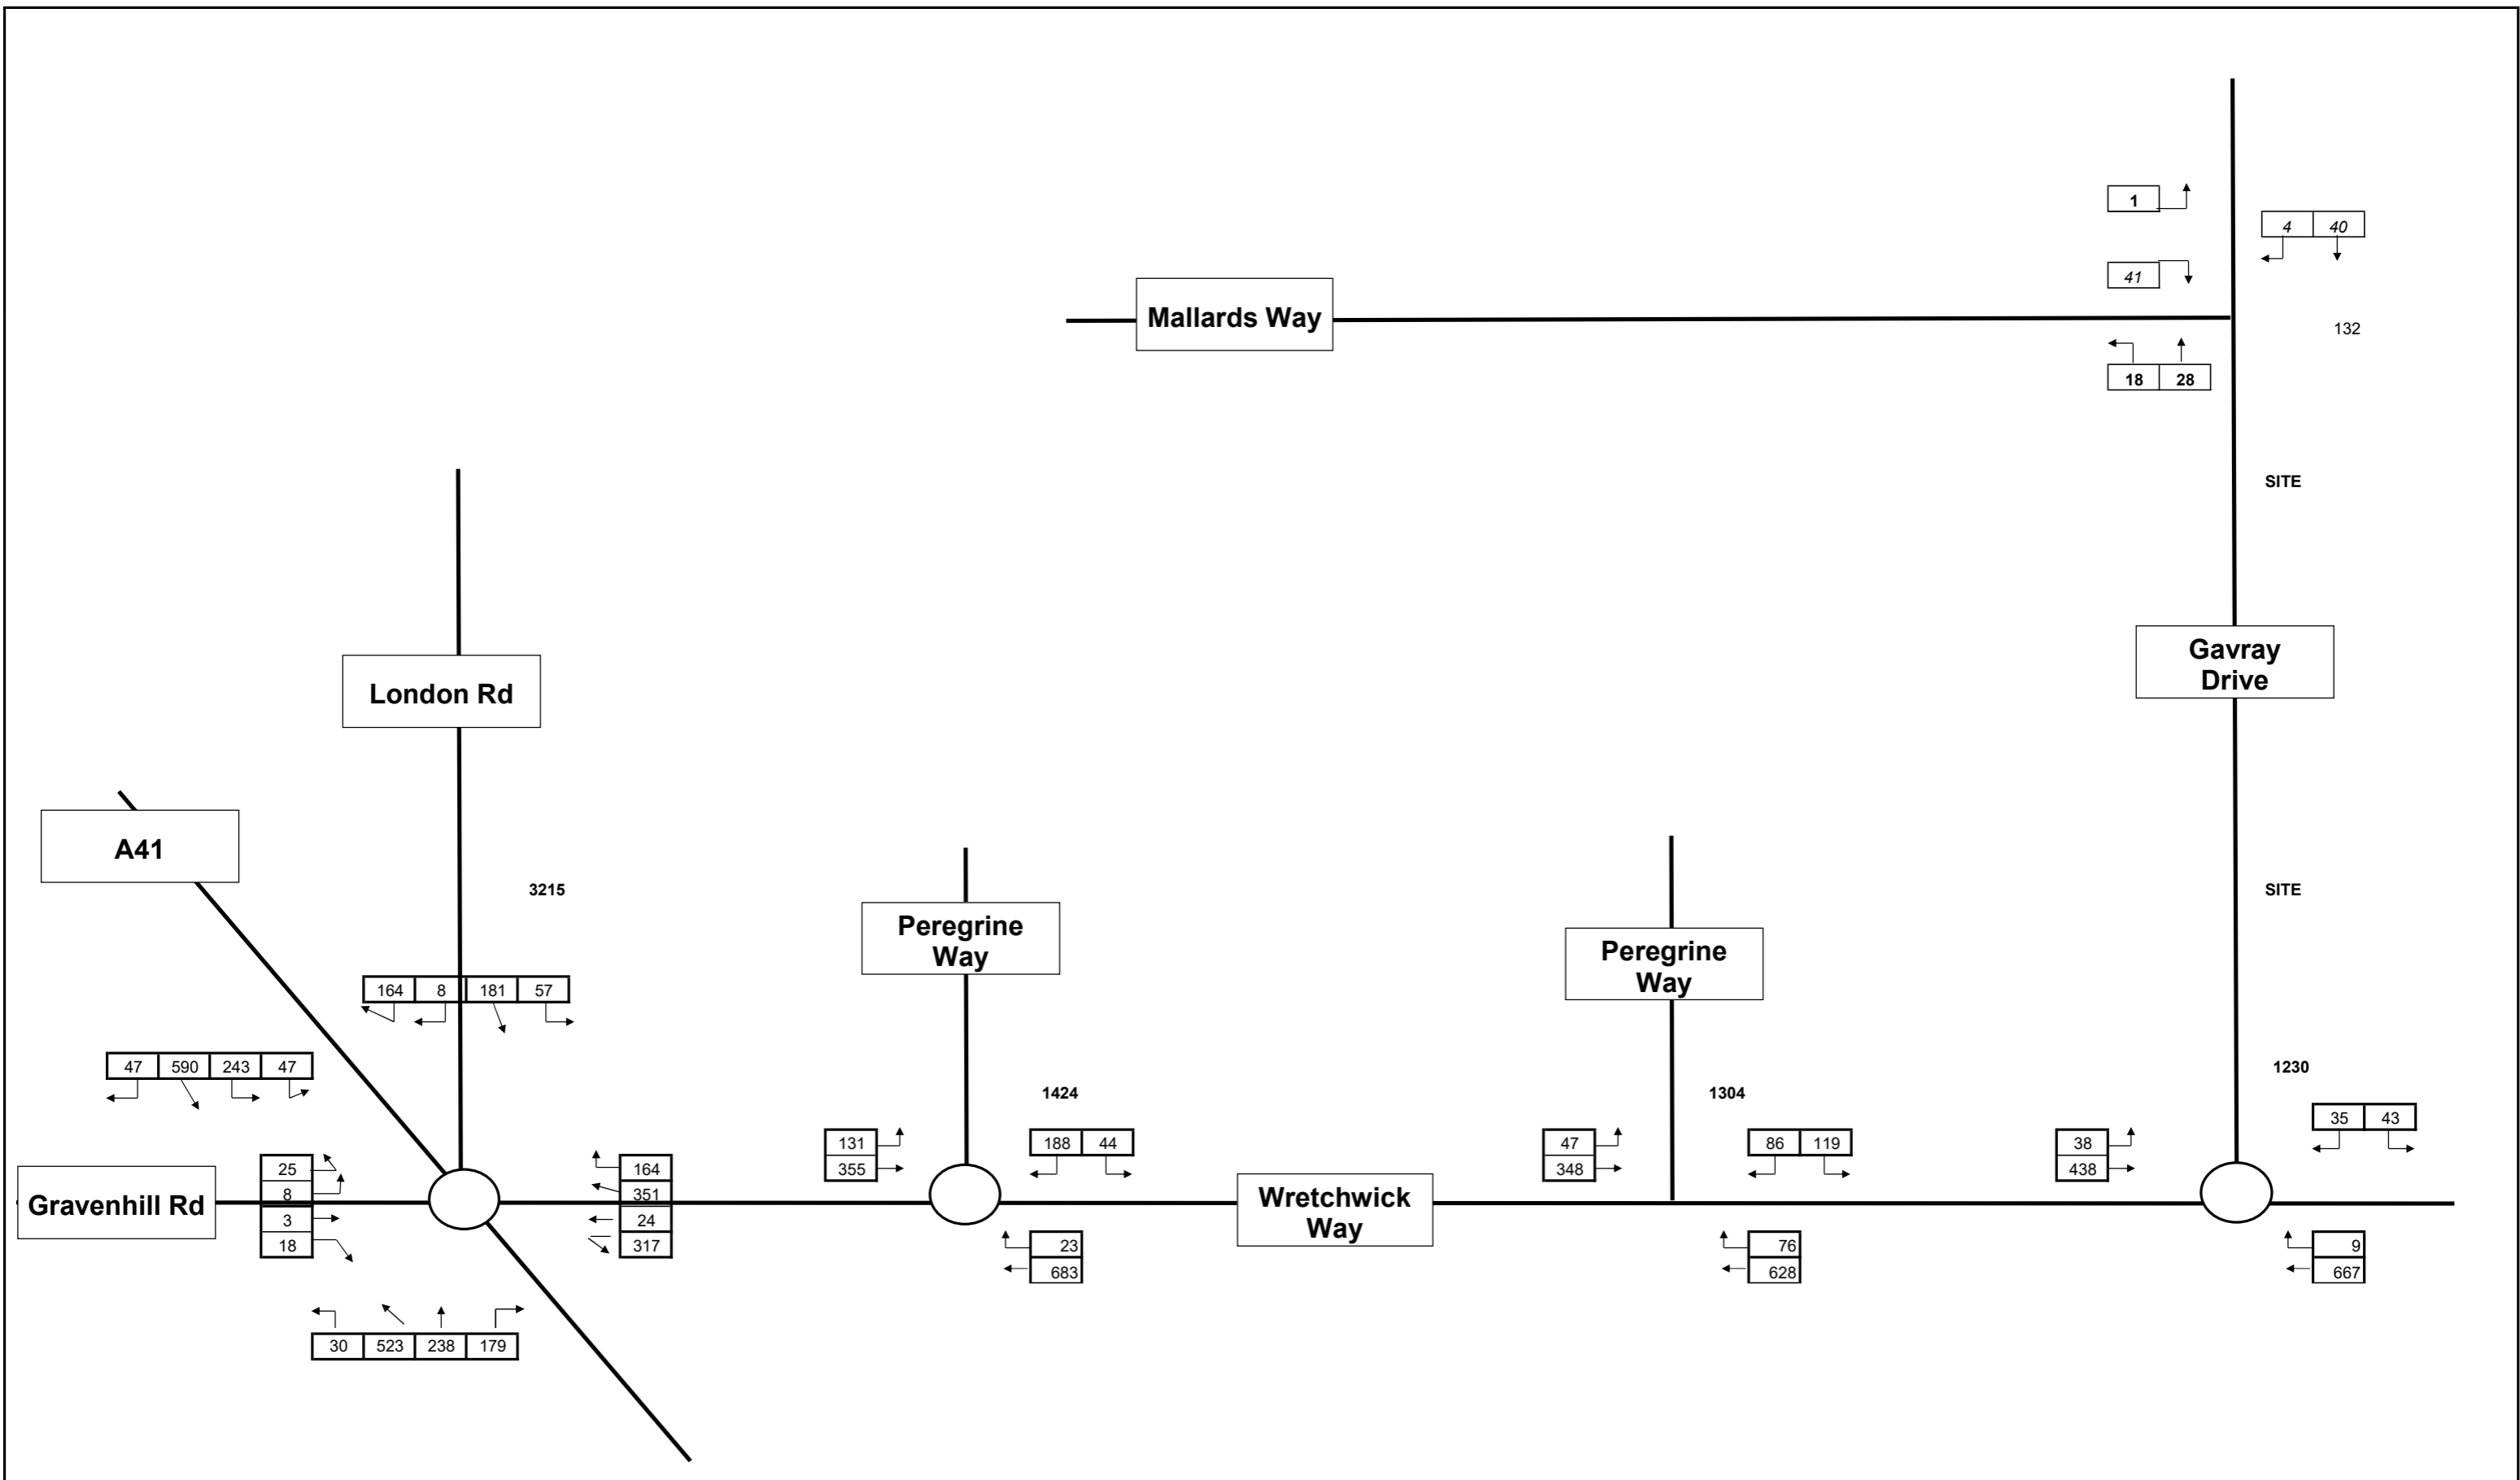 1
4 40
41
Mallards Way
132
18 28
SITE
Gavray
Drive
London Rd
A41
3215
SITE
Peregrine
Way
Peregrine
Way
164 8 181 57
47 590 243 47
1424
1304
1230
131
355
188 44
47
348
86 119
38
438
35 43
25
8
3
18
164
351
24
317
Gravenhill Rd
Wretchwick
Way
23
683
76
628
9
667
30 523 238 179